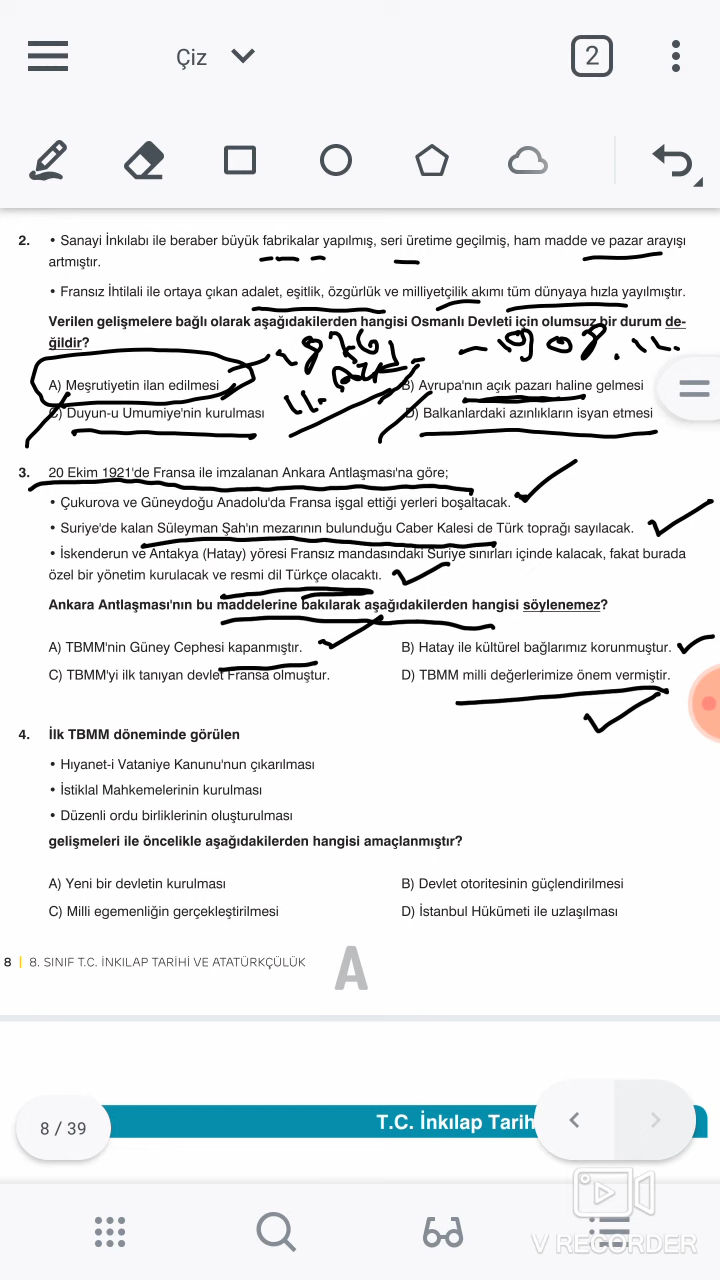 Çiz
2
2. • Sanayi İnkılabı ile beraber büyük fabrikalar yapılmış, seri üretime geçilmiş, ham madde ve pazar arayışı
artmıştır.
• Fransız İhtilali ile ortaya çıkan adalet, eşitlik, özgürlük ve milliyetçilik akımı tüm dünyaya hızla yayılmıştır.
Verilen gelişmelere bağlı olarak aşağıdakilerden hangisi Osmanlı Devleti için olumsuz bir durum de-
ğildir?
1876 - 1908
A) Meşrutiyetin ilan edilmesi B) Avrupa'nın açık pazarı haline gelmesi
C) Duyun-u Umumiye'nin kurulması D) Balkanlardaki azınlıkların isyan etmesi
3. 20 Ekim 1921'de Fransa ile imzalanan Ankara Antlaşması'na göre;
• Çukurova ve Güneydoğu Anadolu'da Fransa işgal ettiği yerleri boşaltacak.
• Suriye'de kalan Süleyman Şah'ın mezarının bulunduğu Caber Kalesi de Türk toprağı sayılacak.
• İskenderun ve Antakya (Hatay) yöresi Fransız mandasındaki Suriye sınırları içinde kalacak, fakat burada
özel bir yönetim kurulacak ve resmi dil Türkçe olacaktı.
Ankara Antlaşması'nın bu maddelerine bakılarak aşağıdakilerden hangisi söylenemez?
A) TBMM'nin Güney Cephesi kapanmıştır. B) Hatay ile kültürel bağlarımız korunmuştur.
C) TBMM'yi ilk tanıyan devlet Fransa olmuştur. D) TBMM milli değerlerimize önem vermiştir.
4. İlk TBMM döneminde görülen
• Hıyanet-i Vataniye Kanunu'nun çıkarılması
• İstiklal Mahkemelerinin kurulması
• Düzenli ordu birliklerinin oluşturulması
gelişmeleri ile öncelikle aşağıdakilerden hangisi amaçlanmıştır?
A) Yeni bir devletin kurulması B) Devlet otoritesinin güçlendirilmesi
C) Milli egemenliğin gerçekleştirilmesi D) İstanbul Hükümeti ile uzlaşılması
8 | 8. SINIF T.C. İNKILAP TARİHİ VE ATATÜRKÇÜLÜK A
8 / 39
T.C. İnkılap Tarih
V RECORDER